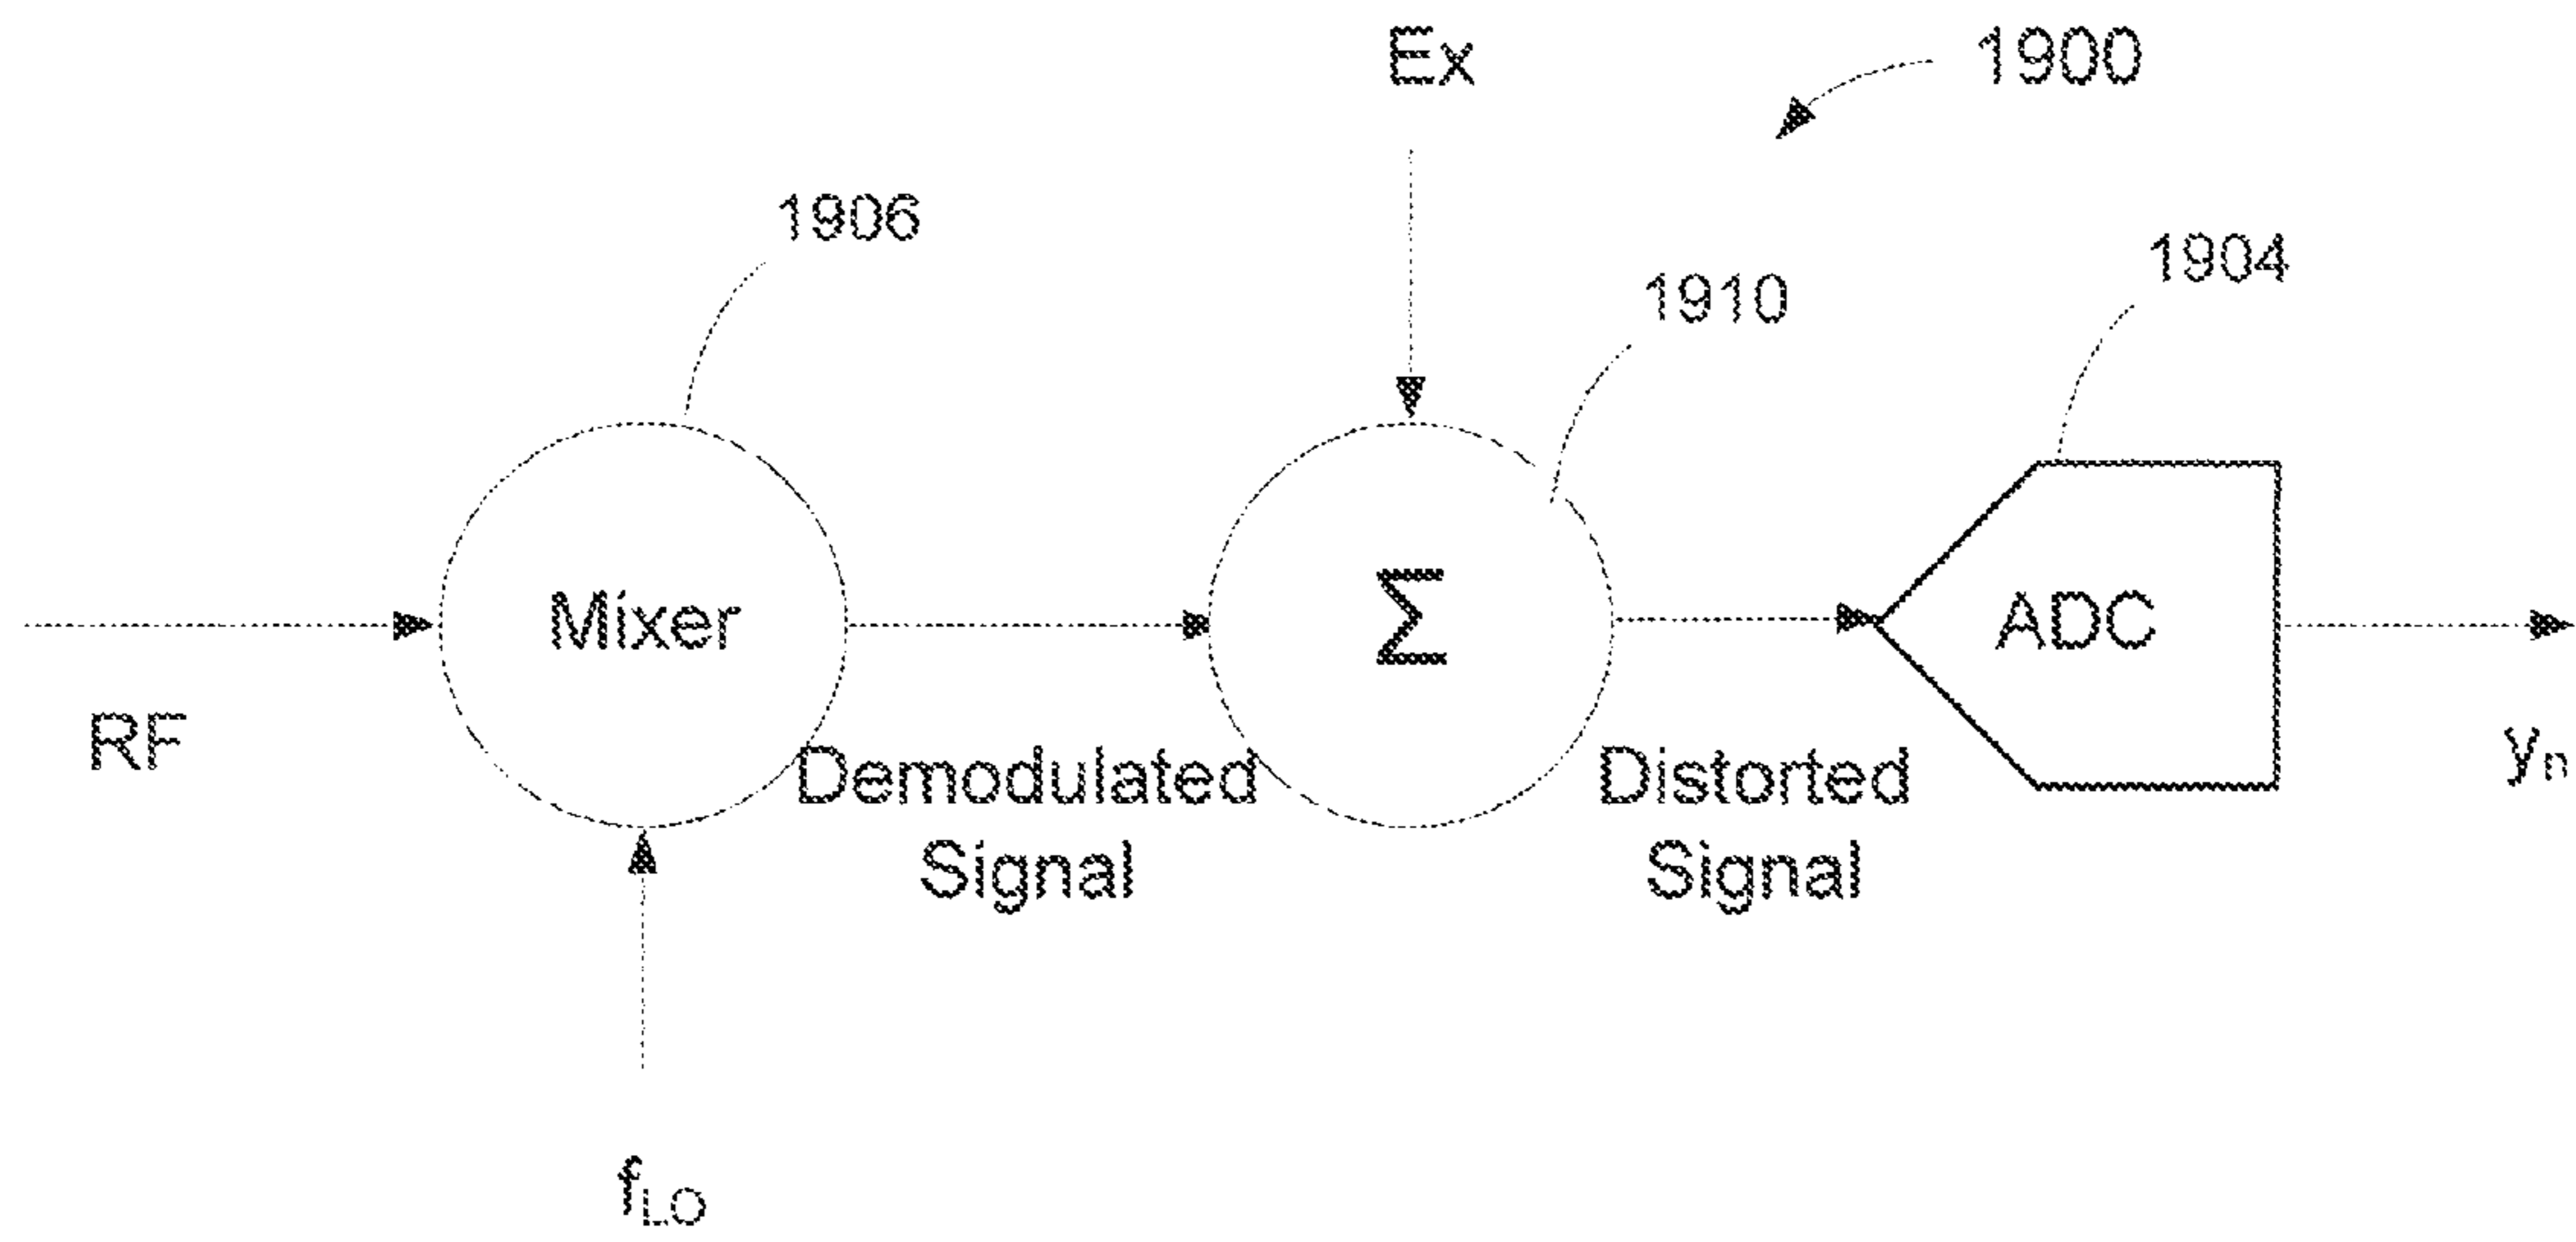 Ex
1900
1906
1910
1904
Mixer
Σ
ADC
RF
Demodulated
Signal
Distorted
Signal
yn
fLO